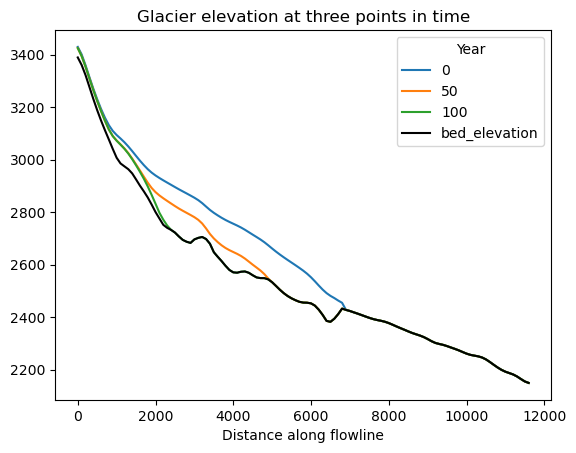 Glacier elevation at three points in time
Year
0
50
100
bed_elevation
3400
3200
3000
2800
2600
2400
2200
0 2000 4000 6000 8000 10000 12000
Distance along flowline